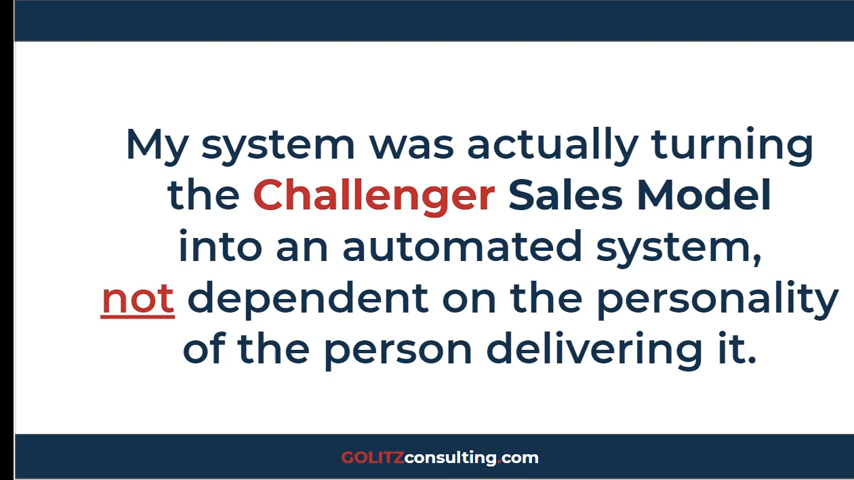 My system was actually turning
the Challenger Sales Model
into an automated system,
not dependent on the personality
of the person delivering it.
GOLITZconsulting.com